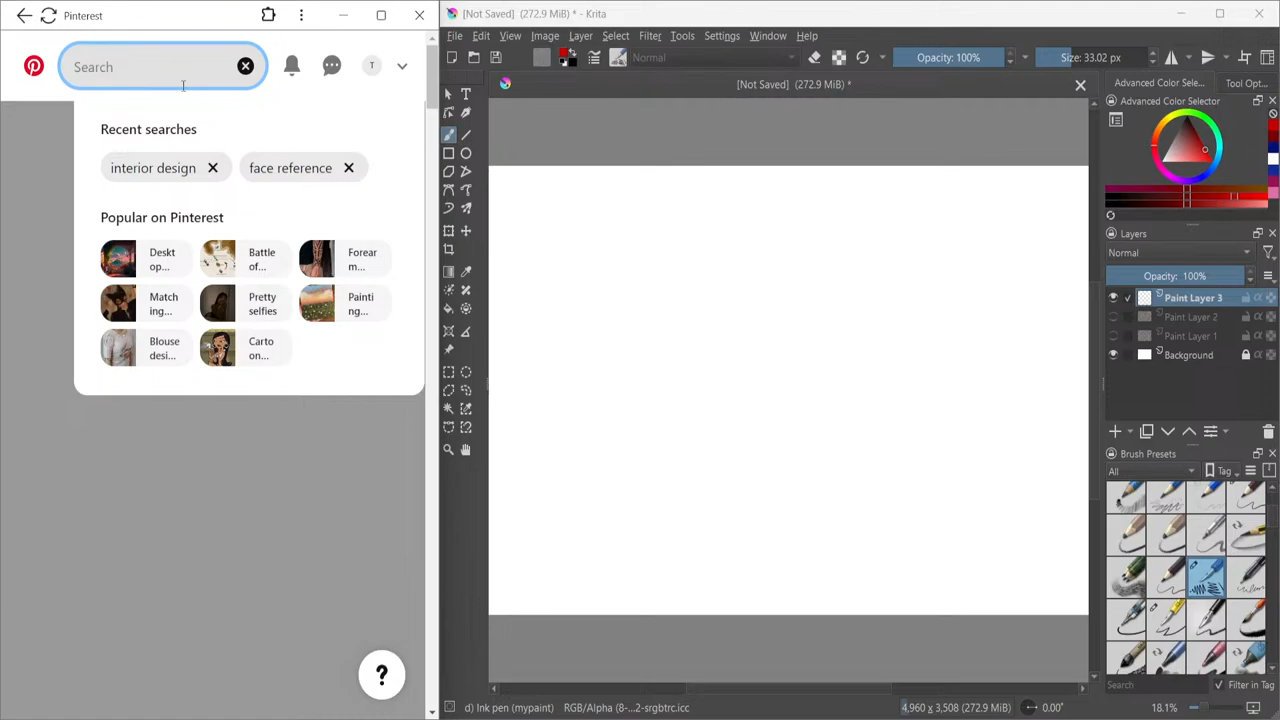 Pinterest
Search
T
Recent searches
interior design
face reference
Popular on Pinterest
Deskt
op...
Battle
of...
Forear
m...
Match
ing...
Pretty
selfies
Painti
ng...
Blouse
desi...
Carto
on...
?
[Not Saved] (272.9 MiB) * - Krita
File Edit View Image Layer Select Filter Tools Settings Window Help
Normal
Opacity: 100%
Size: 33.02 px
[Not Saved] (272.9 MiB) *
Advanced Color Sele...
Tool Opt...
Advanced Color Selector
Layers
Normal
Opacity: 100%
Paint Layer 3
Paint Layer 2
Paint Layer 1
Background
Brush Presets
All
Tag
Search
Filter in Tag
d) Ink pen (mypaint)
RGB/Alpha (8-...2-srgbtrc.icc
4,960 x 3,508 (272.9 MiB)
0.00°
18.1%